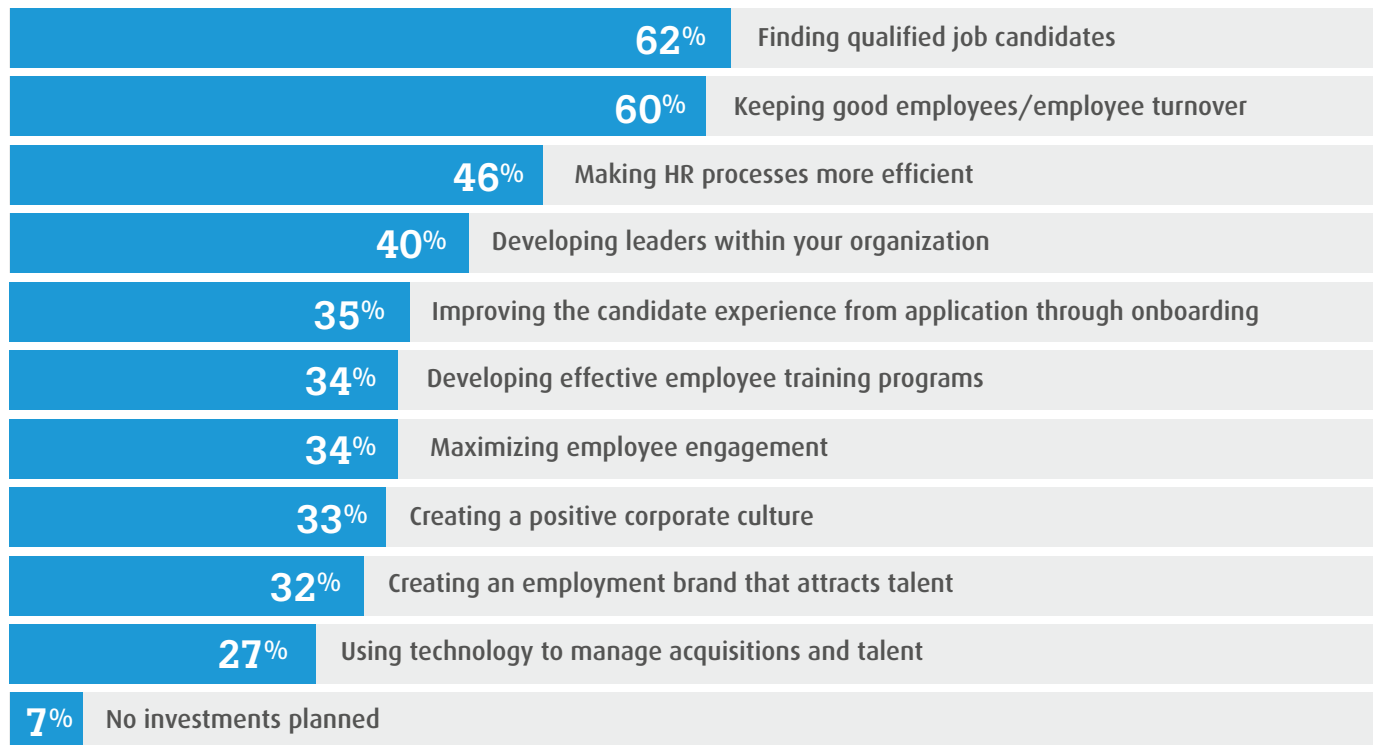 62% Finding qualified job candidates
60% Keeping good employees/employee turnover
46% Making HR processes more efficient
40% Developing leaders within your organization
35% Improving the candidate experience from application through onboarding
34% Developing effective employee training programs
34% Maximizing employee engagement
33% Creating a positive corporate culture
32% Creating an employment brand that attracts talent
27% Using technology to manage acquisitions and talent
7% No investments planned